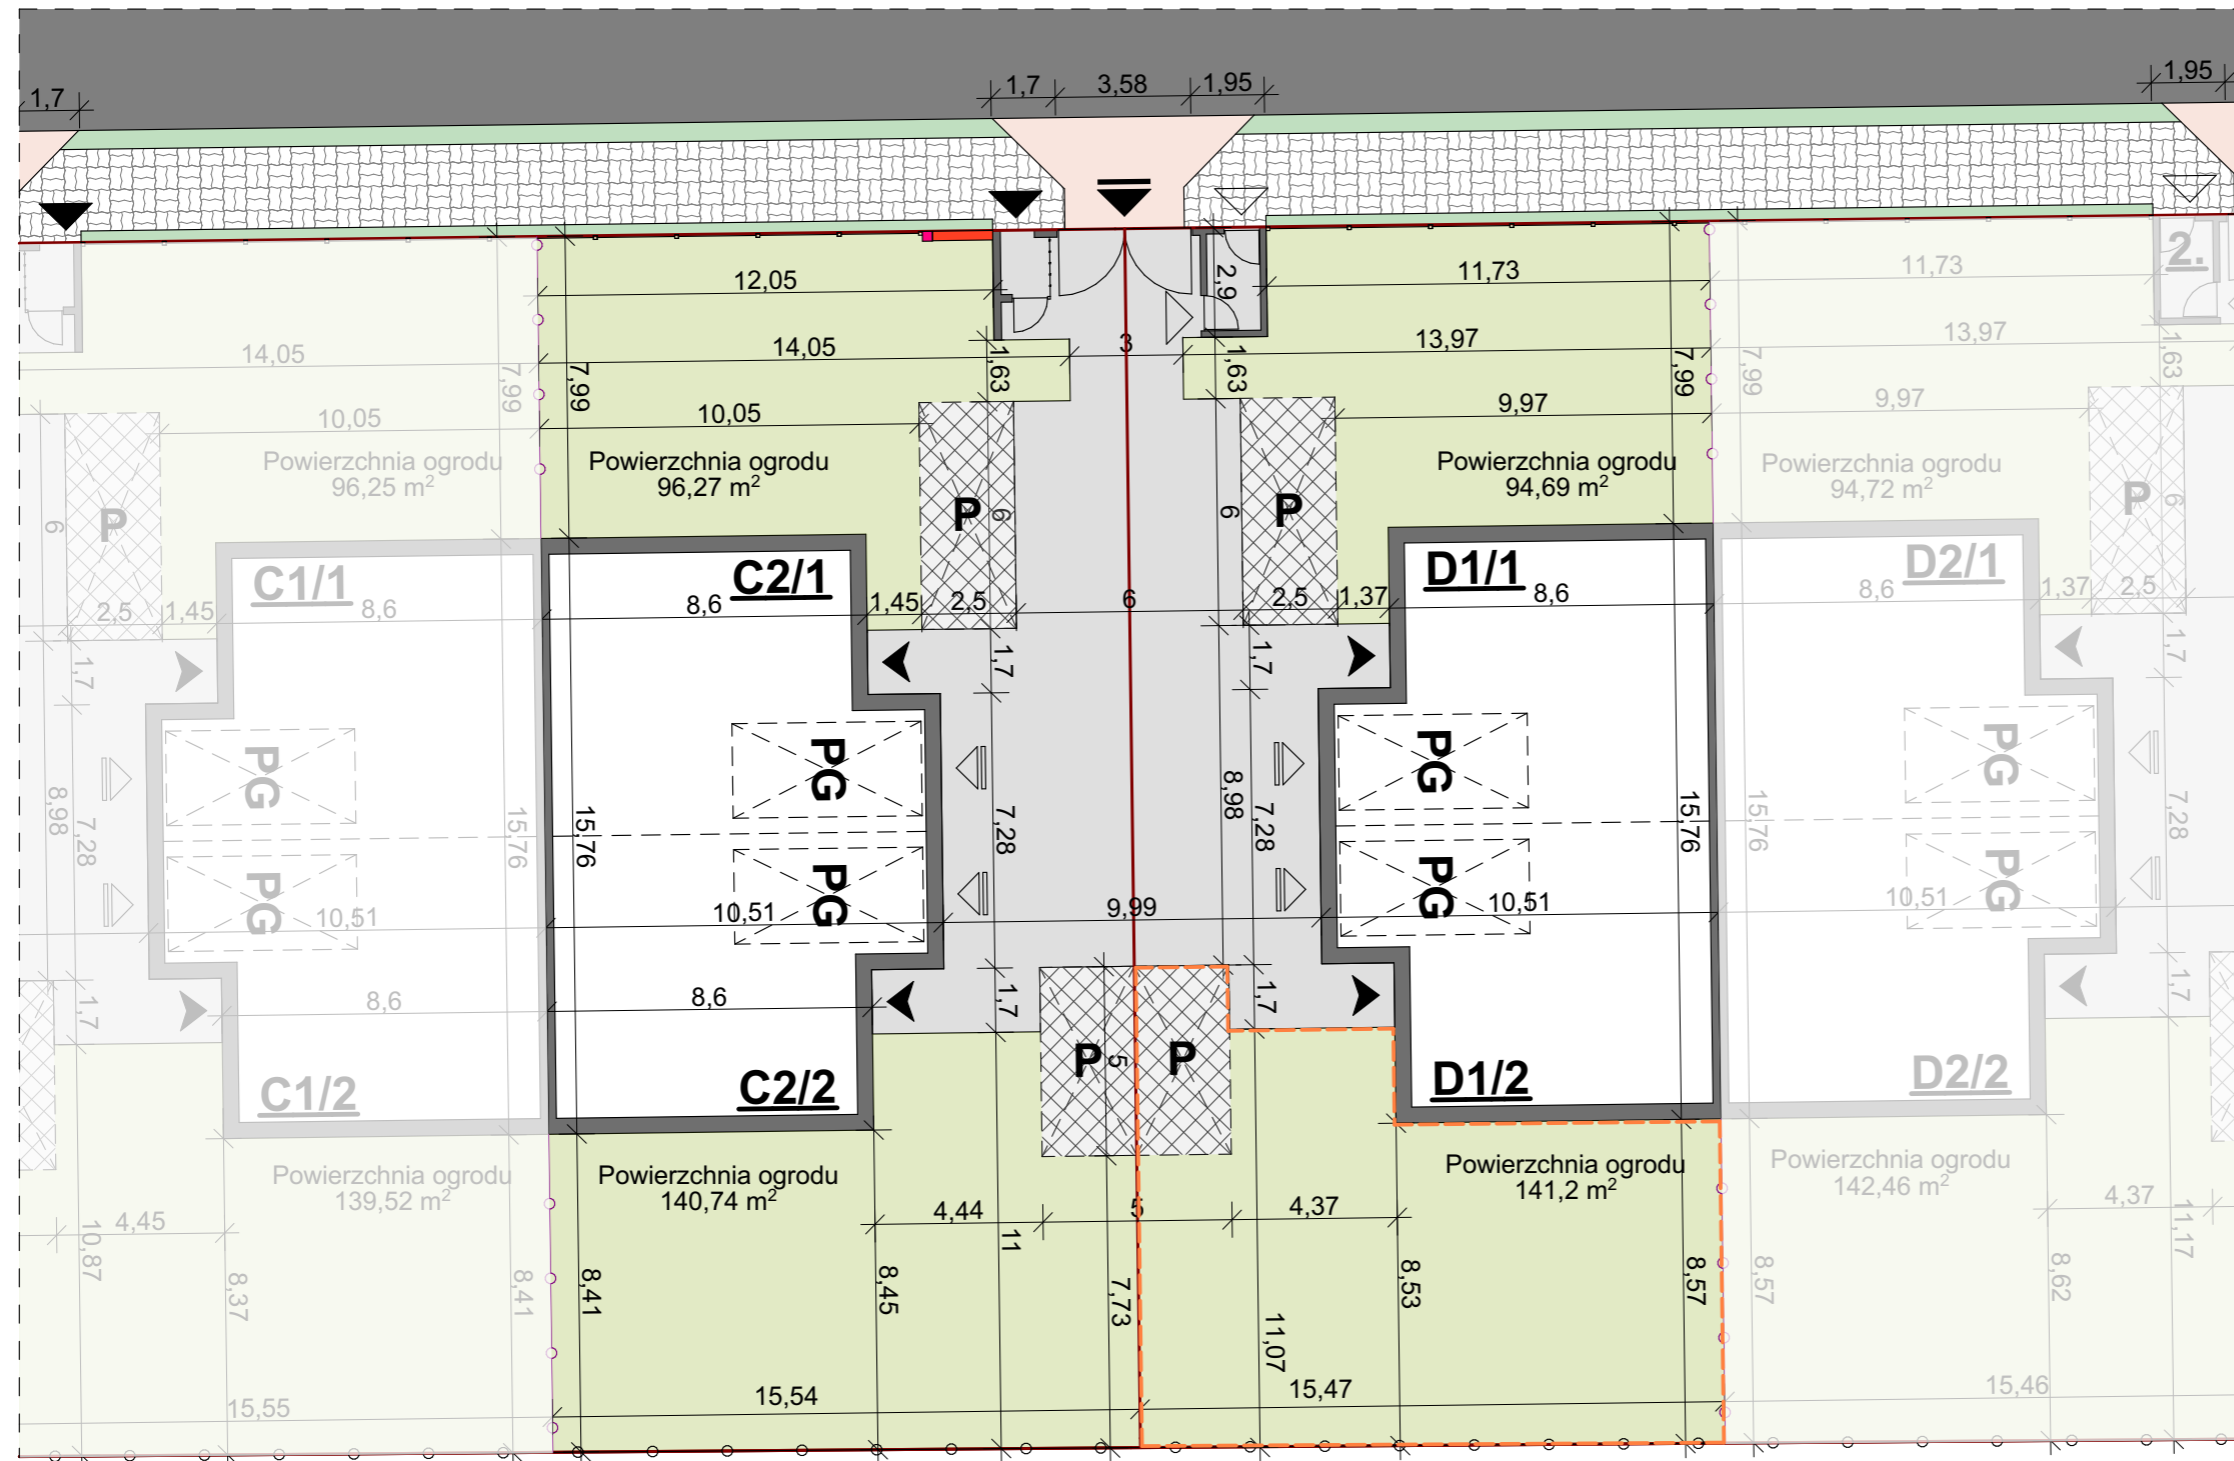 1,7
1,7
3,58
1,95
1,95
2.
12,05
2,9
11,73
11,73
14,05
14,05
3
13,97
13,97
7,99
7,99
1,63
1,63
7,99
7,99
1,63
10,05
10,05
9,97
9,97
Powierzchnia ogrodu
96,25 m²
Powierzchnia ogrodu
96,27 m²
Powierzchnia ogrodu
94,69 m²
Powierzchnia ogrodu
94,72 m²
6
P
P
6
6
P
P
6
C1/1
C2/1
D1/1
D2/1
2,5
1,45
8,6
8,6
1,45
2,5
6
2,5
1,37
8,6
8,6
1,37
2,5
1,7
1,7
1,7
1,7
PG
PG
PG
PG
8,98
7,28
15,76
15,76
7,28
8,98
7,28
15,76
15,76
7,28
PG
PG
PG
PG
10,51
10,51
9,99
10,51
10,51
1,7
8,6
8,6
1,7
1,7
1,7
P
5
P
C1/2
C2/2
D1/2
D2/2
Powierzchnia ogrodu
139,52 m²
Powierzchnia ogrodu
140,74 m²
Powierzchnia ogrodu
141,2 m²
Powierzchnia ogrodu
142,46 m²
4,45
4,44
5
4,37
4,37
10,87
8,37
8,41
8,41
8,45
11
7,73
11,07
8,53
8,57
8,57
8,62
11,17
15,55
15,54
15,47
15,46